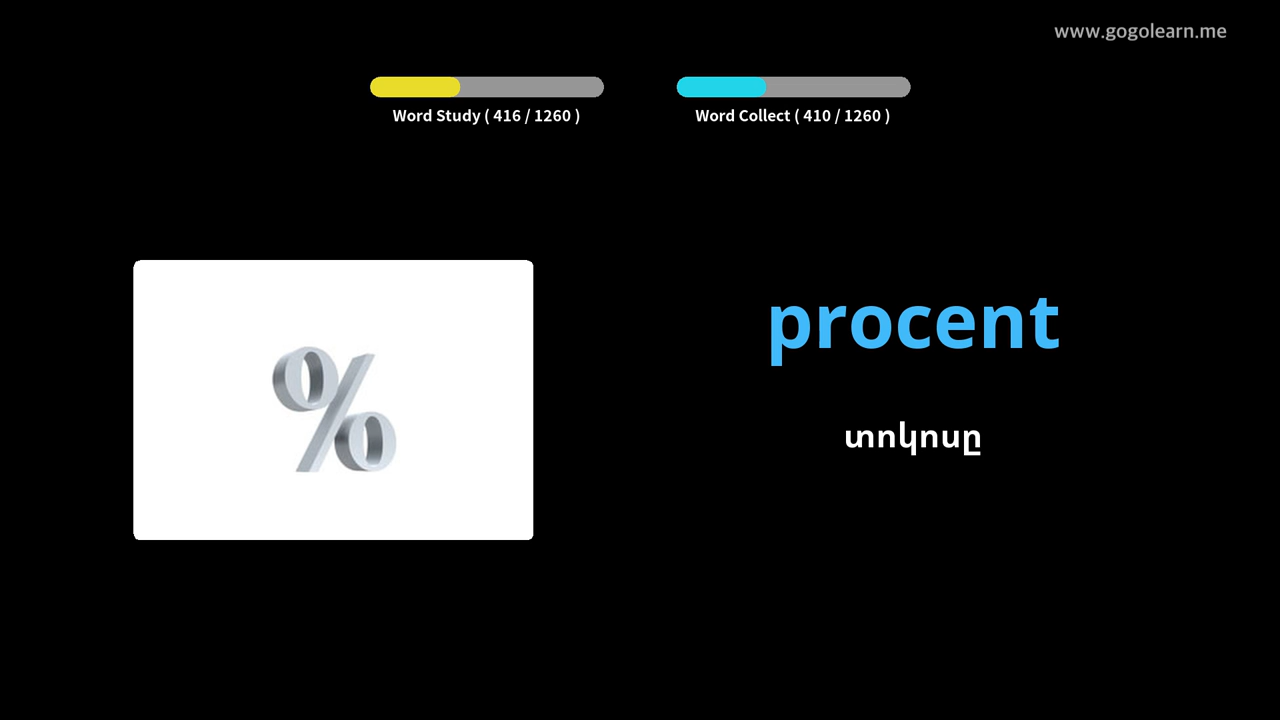 www.gogolearn.me
Word Study ( 416 / 1260 )
Word Collect ( 410 / 1260 )
%
procent
տոկոսը